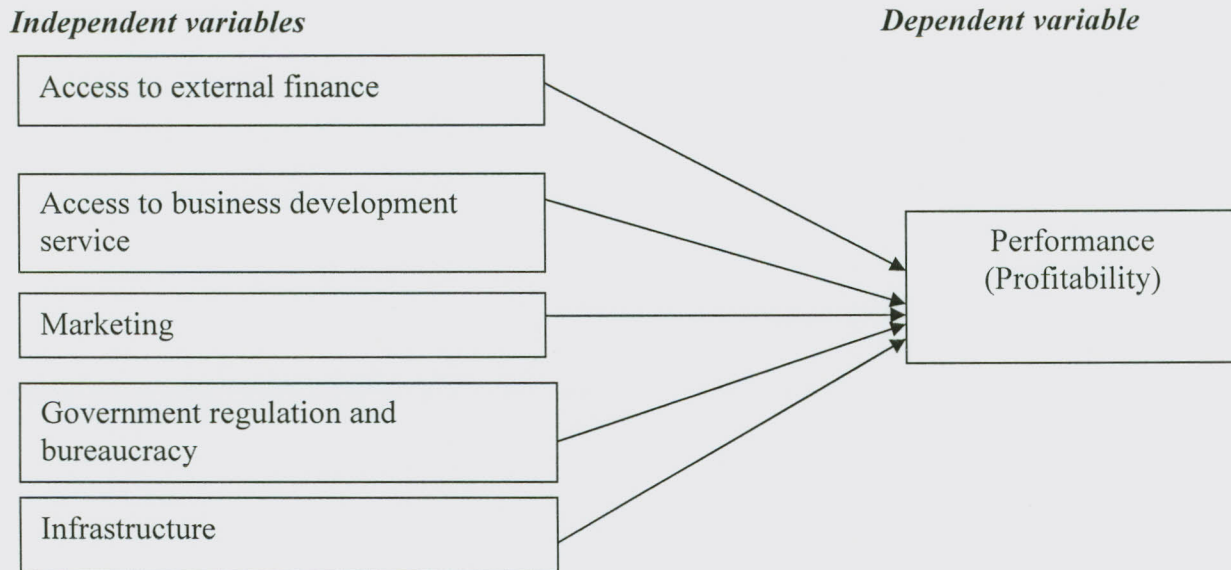 Independent variables
Dependent variable
Access to external finance
Access to business development
service
Marketing
Government regulation and
bureaucracy
Infrastructure
Performance
(Profitability)